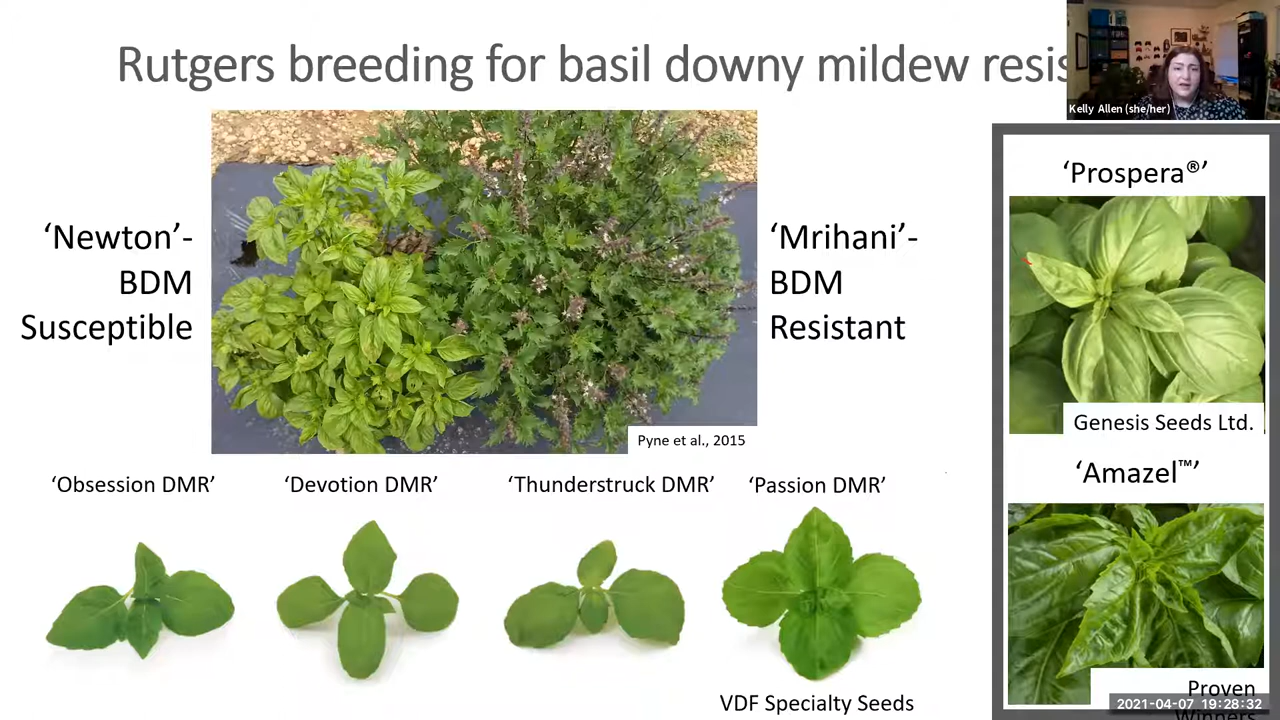 Rutgers breeding for basil downy mildew resis
Kelly Allen (she/her)
‘Newton’-
BDM
Susceptible
‘Mrihani’-
BDM
Resistant
Pyne et al., 2015
‘Prospera®’
Genesis Seeds Ltd.
‘Amazel™’
Proven
Winners
2021-04-07 19:28:32
‘Obsession DMR’
‘Devotion DMR’
‘Thunderstruck DMR’
‘Passion DMR’
VDF Specialty Seeds